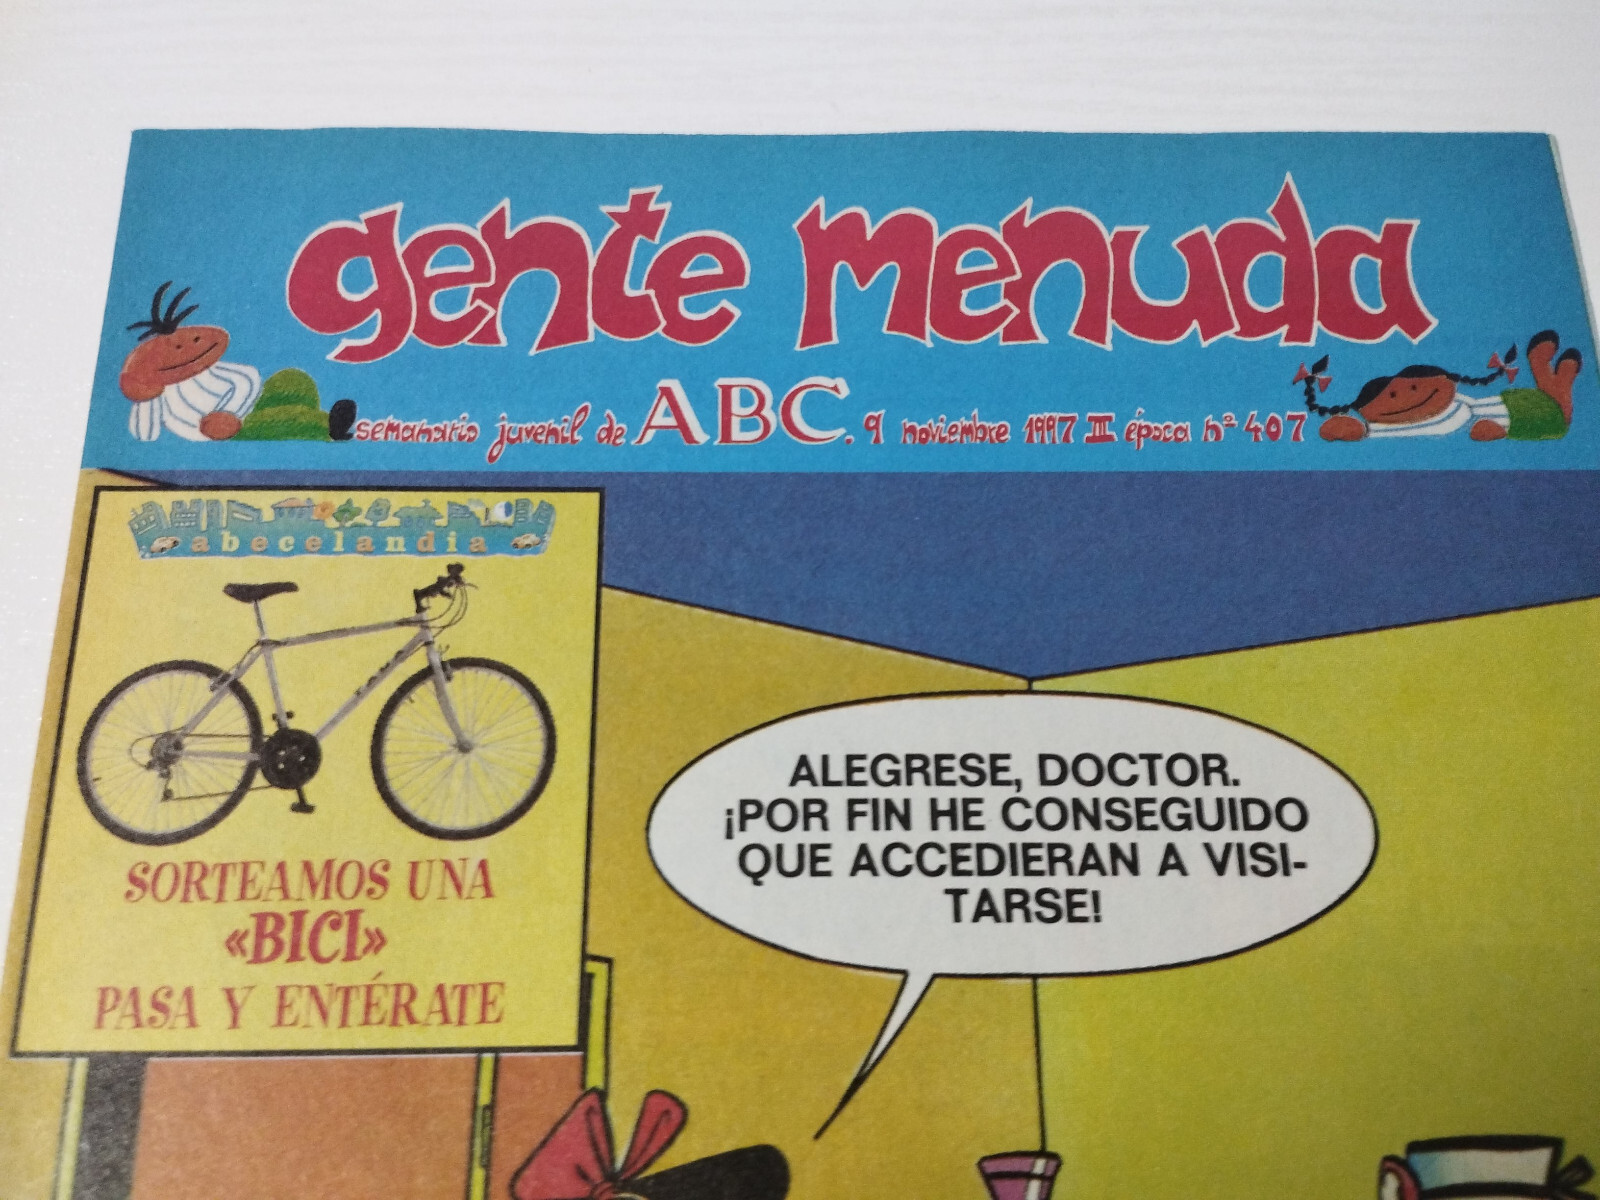 gente menuda
semanario juvenil de ABC. 9 noviembre 1997 III época nº 407
abecelandia
SORTEAMOS UNA
«BICI»
PASA Y ENTÉRATE
ALEGRESE, DOCTOR.
¡POR FIN HE CONSEGUIDO
QUE ACCEDIERAN A VISI-
TARSE!